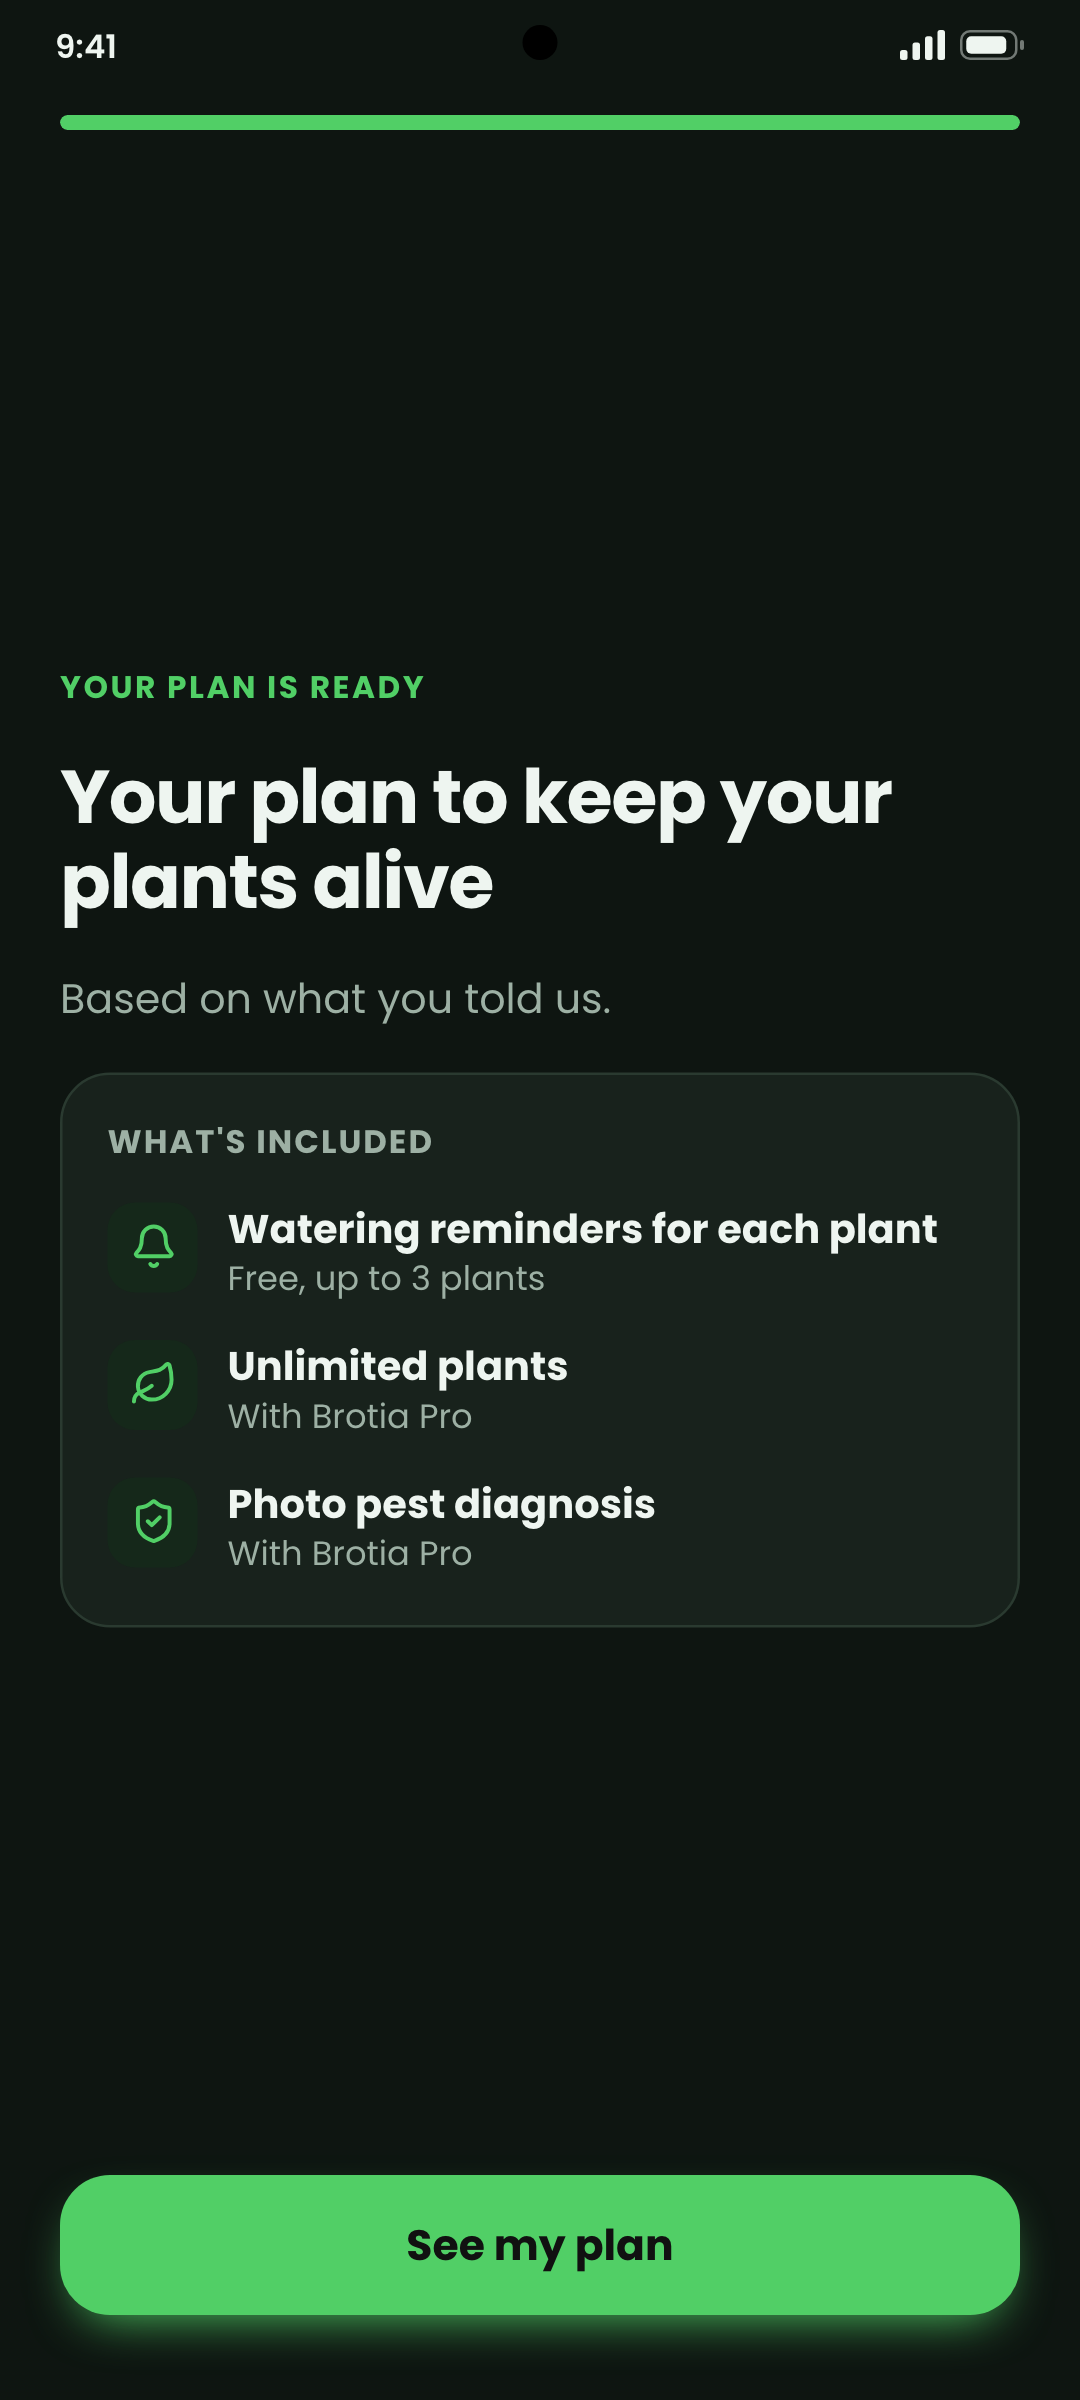 9:41
YOUR PLAN IS READY
Your plan to keep your
plants alive
Based on what you told us.
WHAT'S INCLUDED
Watering reminders for each plant
Free, up to 3 plants
Unlimited plants
With Brotia Pro
Photo pest diagnosis
With Brotia Pro
See my plan